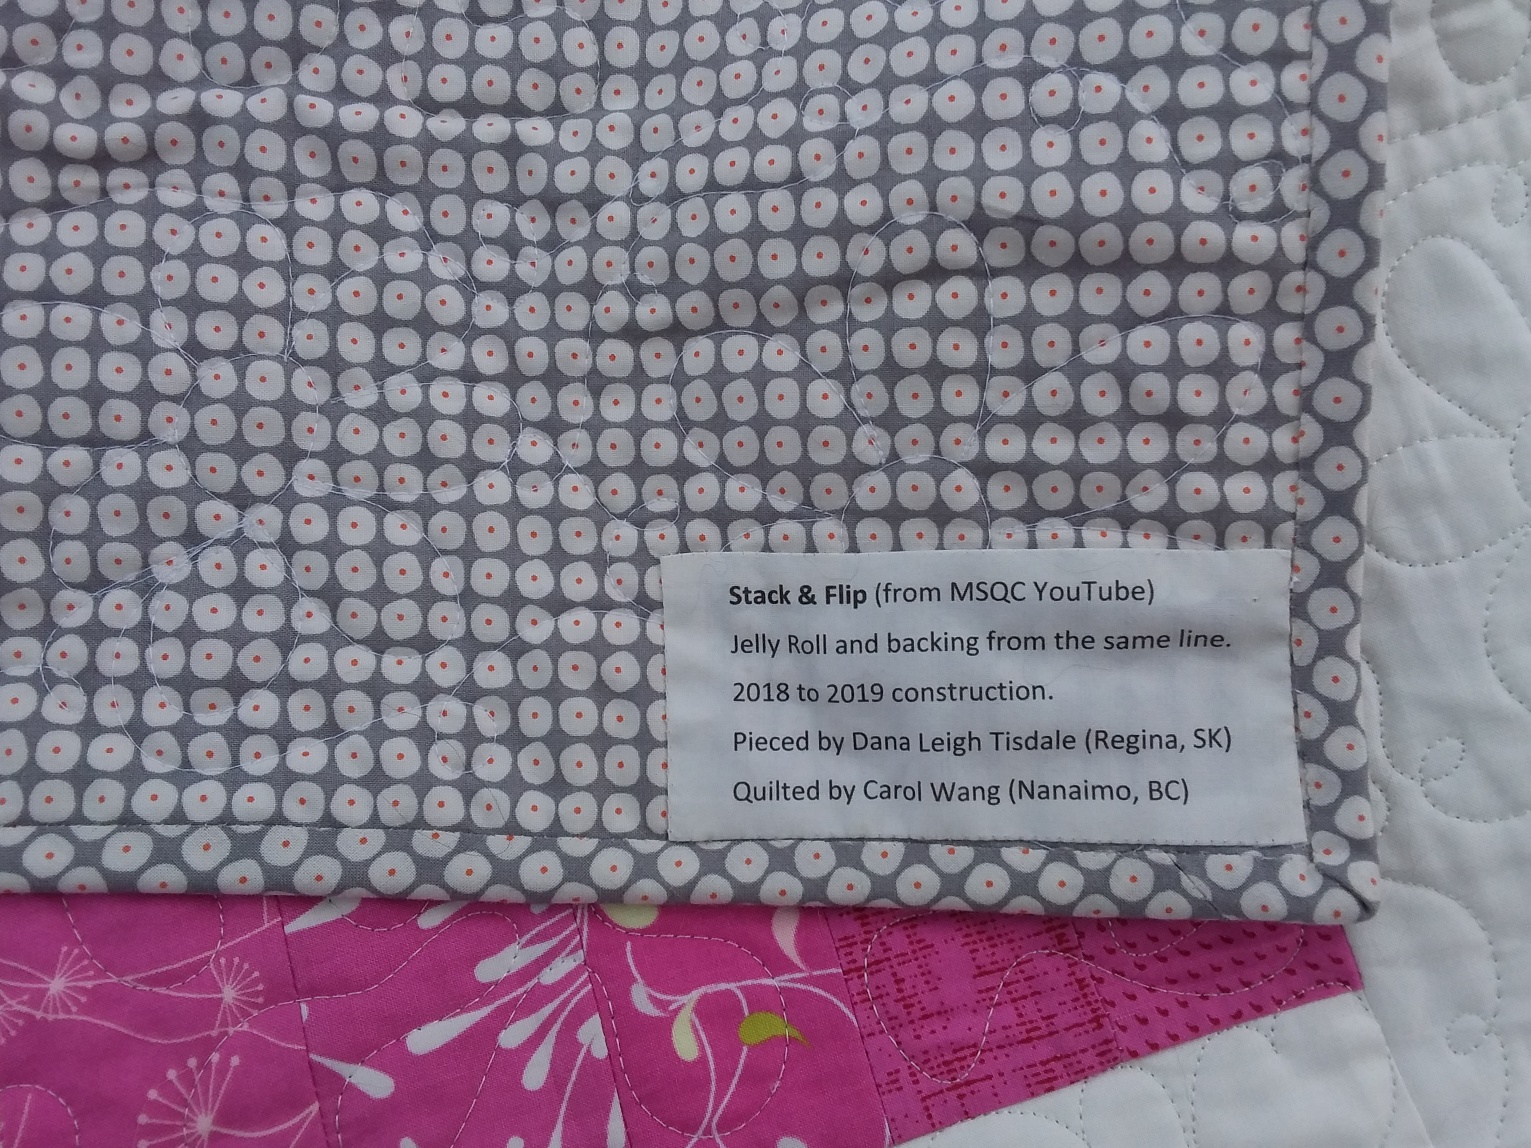 Stack & Flip (from MSQC YouTube)
Jelly Roll and backing from the same line.
2018 to 2019 construction.
Pieced by Dana Leigh Tisdale (Regina, SK)
Quilted by Carol Wang (Nanaimo, BC)